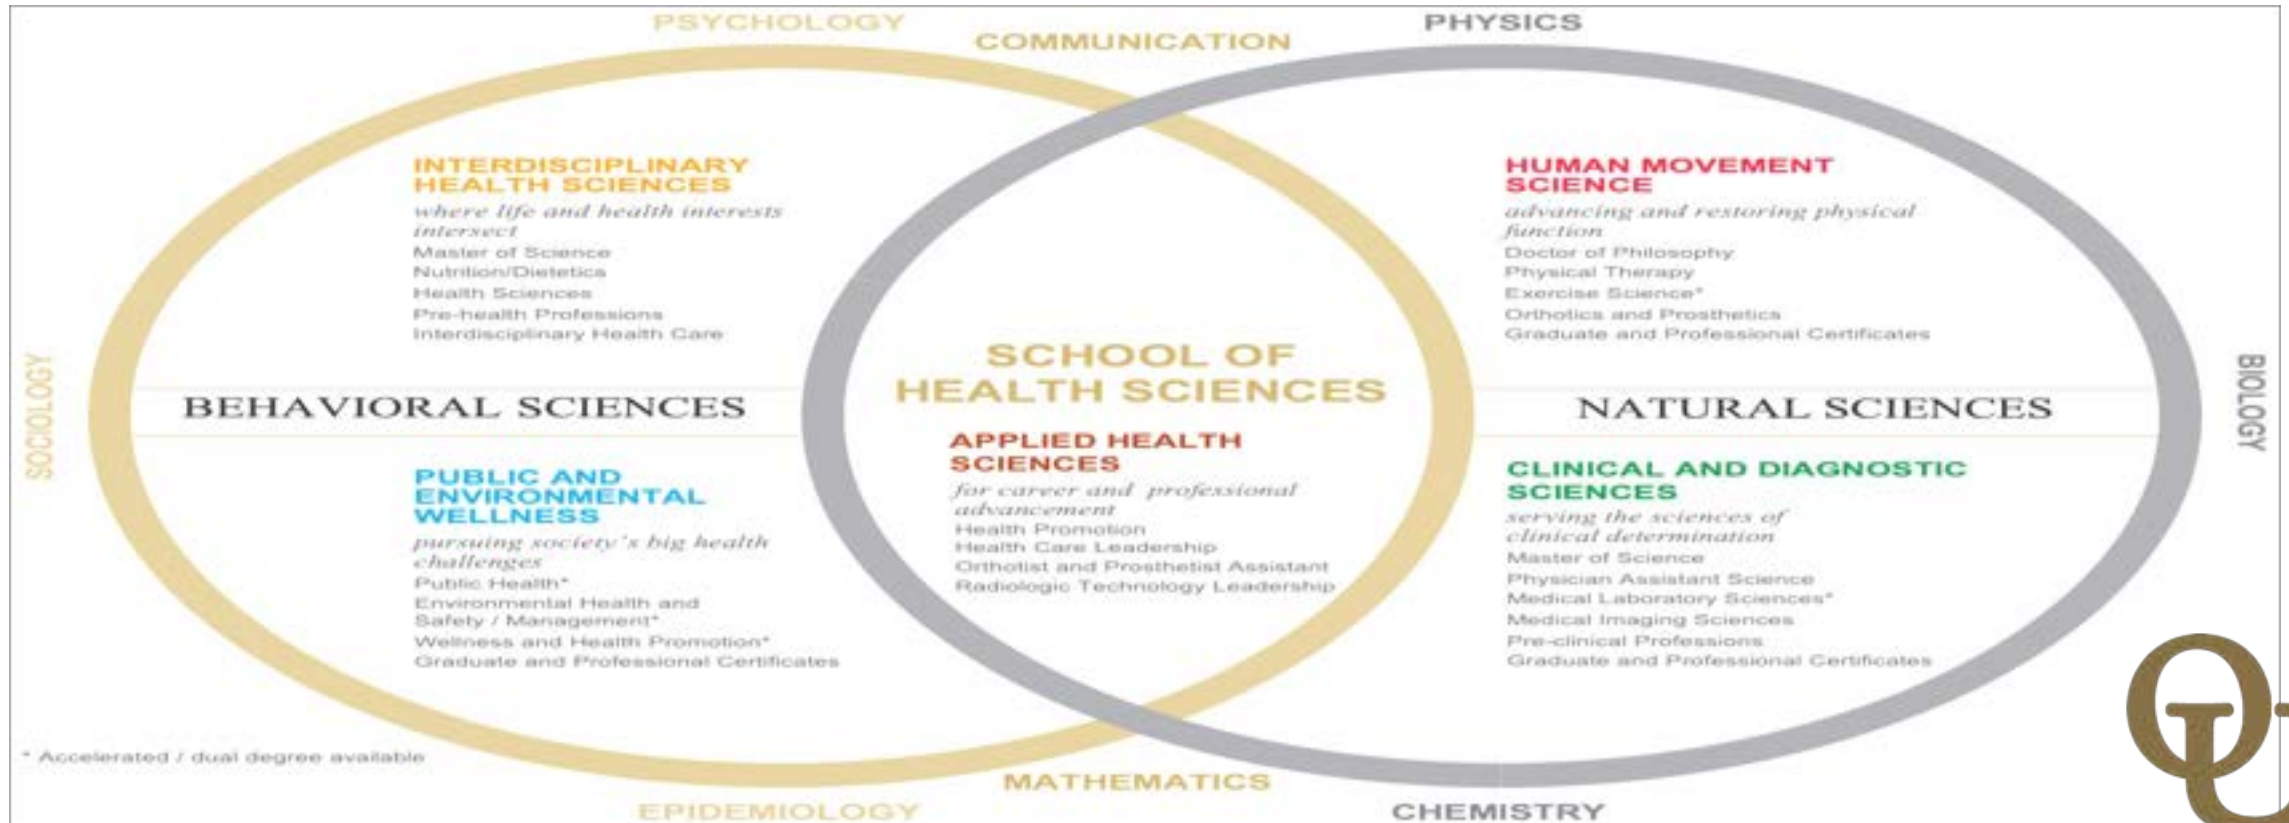 PSYCHOLOGY
COMMUNICATION
PHYSICS
SOCIOLOGY
INTERDISCIPLINARY
HEALTH SCIENCES
where life and health interests
intersect
Master of Science
Nutrition/Dietetics
Health Sciences
Pre-health Professions
Interdisciplinary Health Care
BEHAVIORAL SCIENCES
PUBLIC AND
ENVIRONMENTAL
WELLNESS
pursuing society's big health
challenges
Public Health*
Environmental Health and
Safety / Management*
Wellness and Health Promotion*
Graduate and Professional Certificates
SCHOOL OF
HEALTH SCIENCES
APPLIED HEALTH
SCIENCES
for career and professional
advancement
Health Promotion
Health Care Leadership
Orthotist and Prosthetist Assistant
Radiologic Technology Leadership
HUMAN MOVEMENT
SCIENCE
advancing and restoring physical
function
Doctor of Philosophy
Physical Therapy
Exercise Science*
Orthotics and Prosthetics
Graduate and Professional Certificates
NATURAL SCIENCES
CLINICAL AND DIAGNOSTIC
SCIENCES
serving the sciences of
clinical determination
Master of Science
Physician Assistant Science
Medical Laboratory Sciences*
Medical Imaging Sciences
Pre-clinical Professions
Graduate and Professional Certificates
BIOLOGY
* Accelerated / dual degree available
MATHEMATICS
EPIDEMIOLOGY
CHEMISTRY
OU